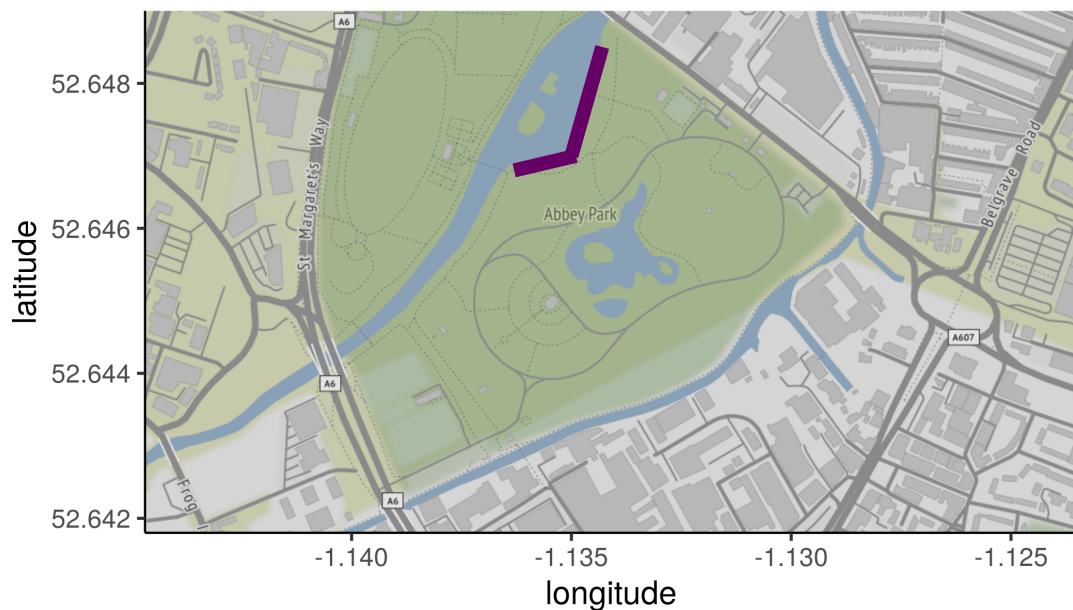 A6
52.648
St Margaret's Way
Belgrave Road
52.646
Abbey Park
latitude
A607
52.644
A6
Frog I
A6
52.642
-1.140
-1.135
-1.130
-1.125
longitude